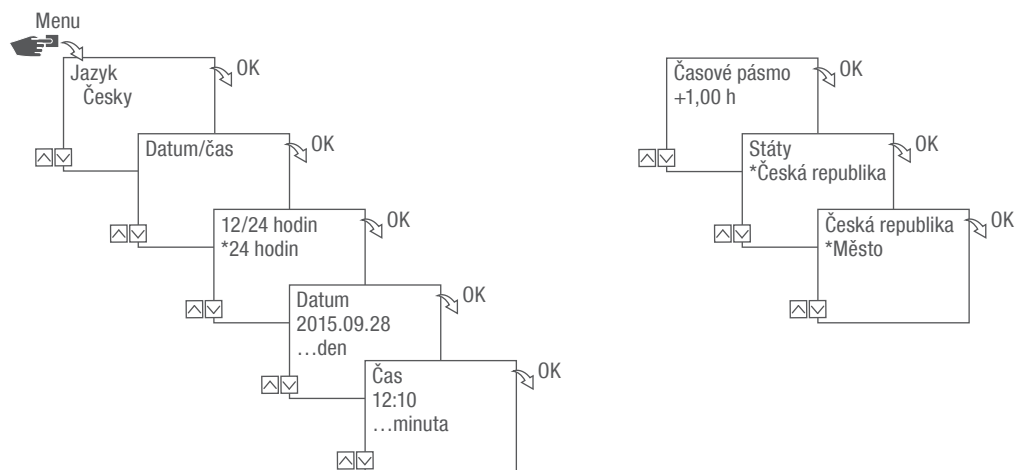 Menu
Jazyk
Česky
OK
Datum/čas
OK
12/24 hodin
*24 hodin
OK
Datum
2015.09.28
…den
OK
Čas
12:10
…minuta
OK
Časové pásmo
+1,00 h
OK
Státy
*Česká republika
OK
Česká republika
*Město
OK